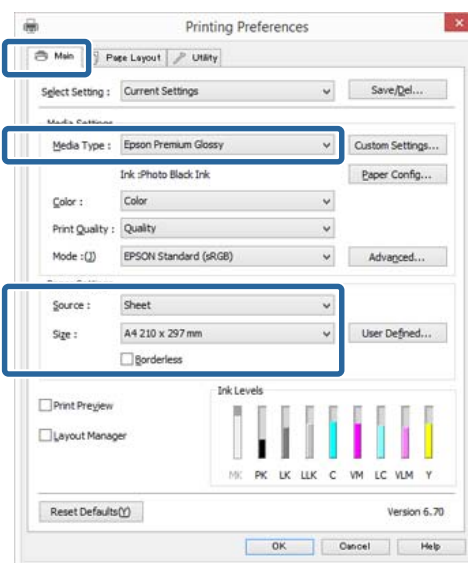 Printing Preferences
Main Page Layout Utility
Select Setting : Current Settings Save/Del...
Media Settings
Media Type : Epson Premium Glossy Custom Settings...
Ink :Photo Black Ink Paper Config...
Color : Color
Print Quality : Quality
Mode :(J) EPSON Standard (sRGB) Advanced...
Source : Sheet
Size : A4 210 x 297 mm User Defined...
Borderless
Print Preview Ink Levels
Layout Manager
MK PK LK LLK C VM LC VLM Y
Reset Defaults(Y) Version 6.70
OK Cancel Help